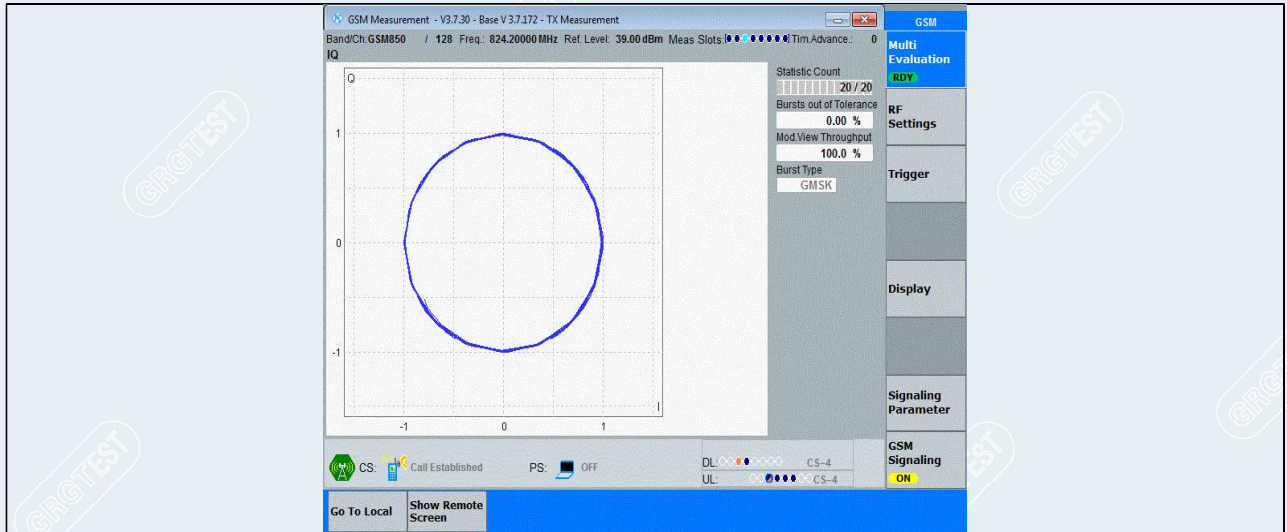 GSM Measurement - V3.7.30 - Base V 3.7.172 - TX Measurement
GSM
Band/Ch:GSM850 / 128 Freq.: 824.20000 MHz Ref. Level: 39.00 dBm Meas Slots: Tim.Advance.: 0
IQ
Multi
Evaluation
RDY
Q
Statistic Count
20 / 20
Bursts out of Tolerance
0.00 %
Mod.View Throughput
100.0 %
Burst Type
GMSK
RF
Settings
Trigger
1
0
-1
I
-1 0 1
Display
Signaling
Parameter
GSM
Signaling
ON
CS: Call Established PS: OFF
DL: CS-4
UL: CS-4
Go To Local
Show Remote
Screen
GRGTEST
GRGTEST
GRGTEST